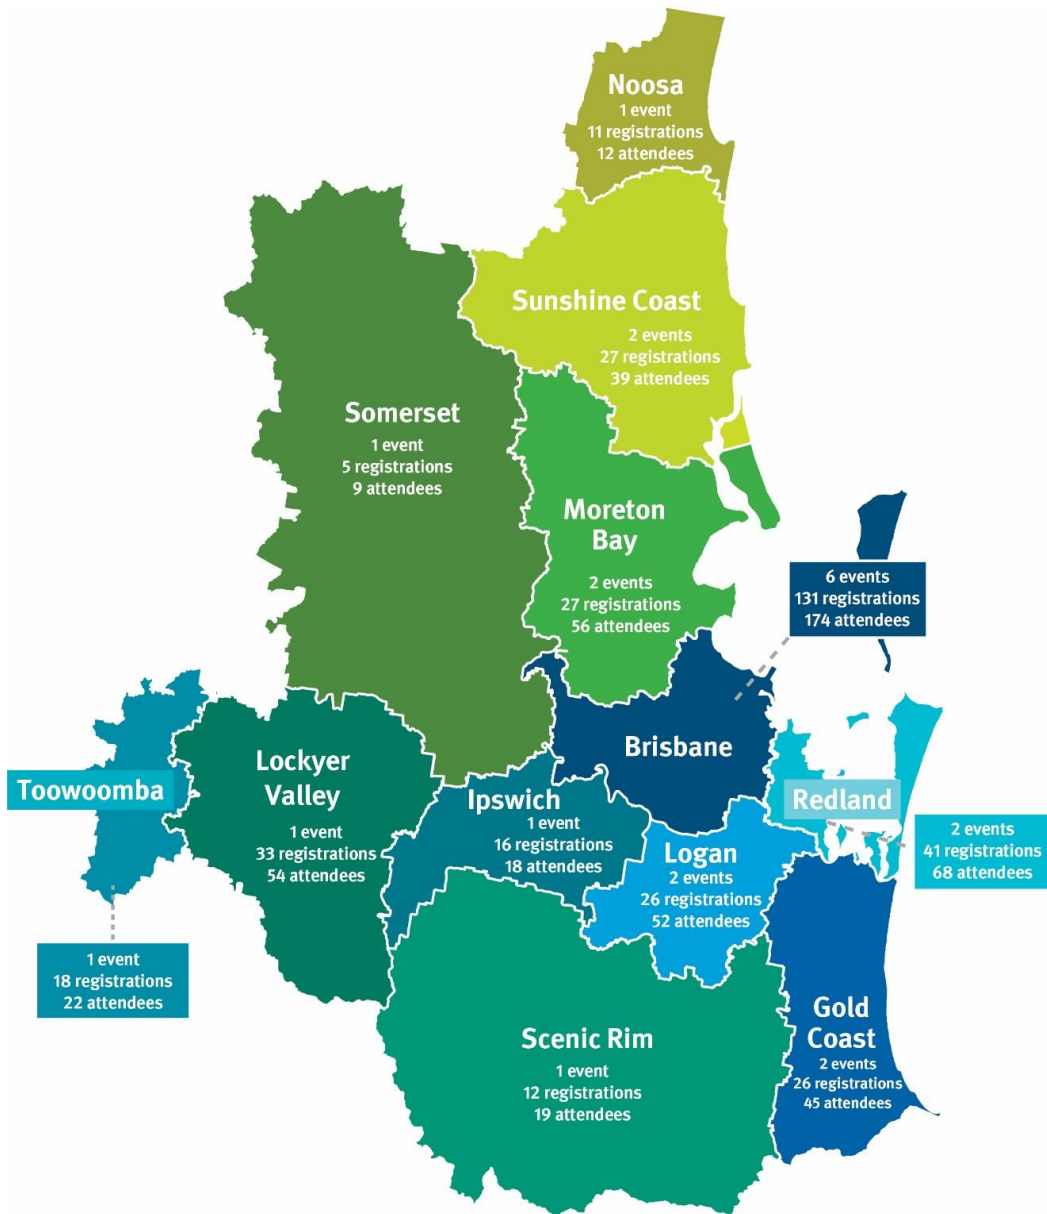 Noosa
1 event
11 registrations
12 attendees
Sunshine Coast
2 events
27 registrations
39 attendees
Somerset
1 event
5 registrations
9 attendees
Moreton
Bay
2 events
27 registrations
56 attendees
6 events
131 registrations
174 attendees
Brisbane
Toowoomba
1 event
18 registrations
22 attendees
Lockyer
Valley
1 event
33 registrations
54 attendees
Ipswich
1 event
16 registrations
18 attendees
Logan
2 events
26 registrations
52 attendees
Redland
2 events
41 registrations
68 attendees
Scenic Rim
1 event
12 registrations
19 attendees
Gold
Coast
2 events
26 registrations
45 attendees